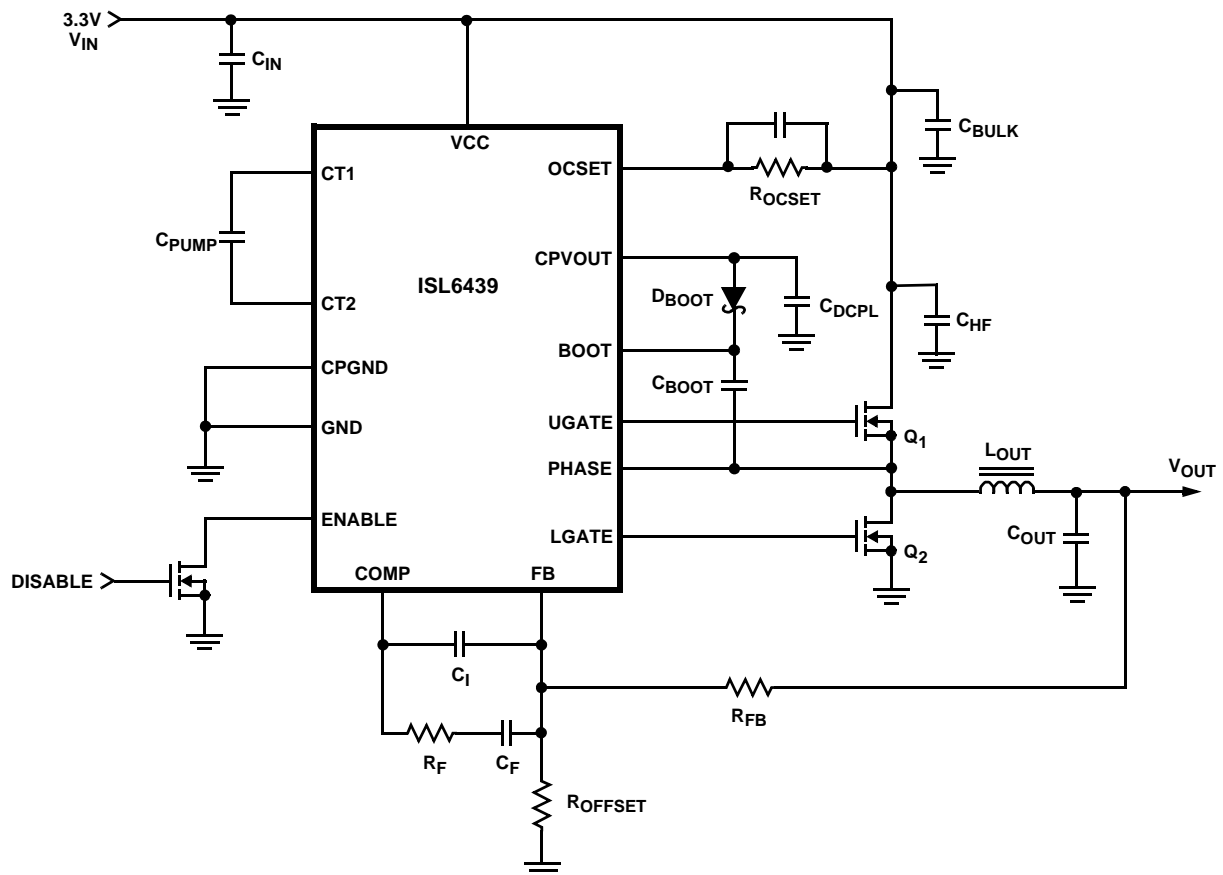 3.3V
VIN
CIN
VCC
CBULK
CT1
OCSET
ROCSET
CPUMP
CPVOUT
ISL6439
DBOOT
CDCPL
CT2
CHF
BOOT
CPGND
CBOOT
UGATE
GND
Q1
PHASE
LOUT
VOUT
ENABLE
LGATE
COUT
Q2
DISABLE
COMP
FB
CI
RFB
RF
CF
ROFFSET